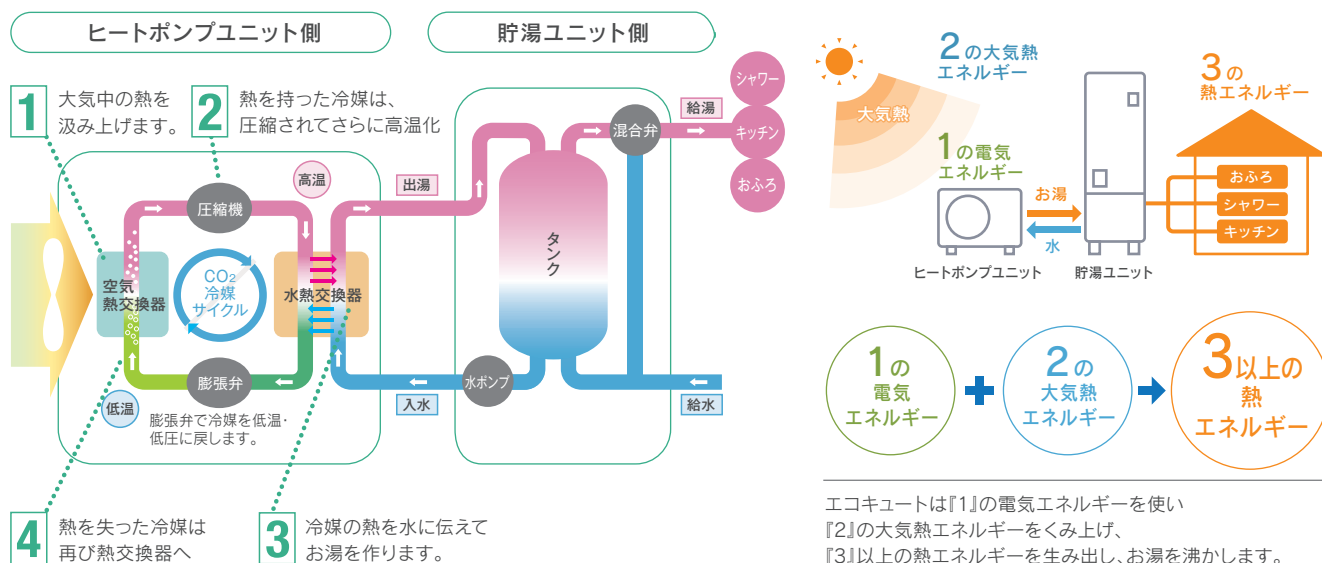 ヒートポンプユニット側
貯湯ユニット側
1
大気中の熱を
汲み上げます。
2
熱を持った冷媒は、
圧縮されてさらに高温化
圧縮機
高温
出湯
空気
熱交換器
CO₂
冷媒
サイクル
水熱交換器
膨張弁
低温
膨張弁で冷媒を低温・
低圧に戻します。
入水
タンク
混合弁
給湯
シャワー
キッチン
おふろ
水ポンプ
給水
4
熱を失った冷媒は
再び熱交換器へ
3
冷媒の熱を水に伝えて
お湯を作ります。
大気熱
2の大気熱
エネルギー
1の電気
エネルギー
3の
熱エネルギー
お湯
水
おふろ
シャワー
キッチン
ヒートポンプユニット
貯湯ユニット
1の
電気
エネルギー
2の
大気熱
エネルギー
3以上の
熱
エネルギー
エコキュートは『1』の電気エネルギーを使い
『2』の大気熱エネルギーをくみ上げ、
『3』以上の熱エネルギーを生み出し、お湯を沸かします。